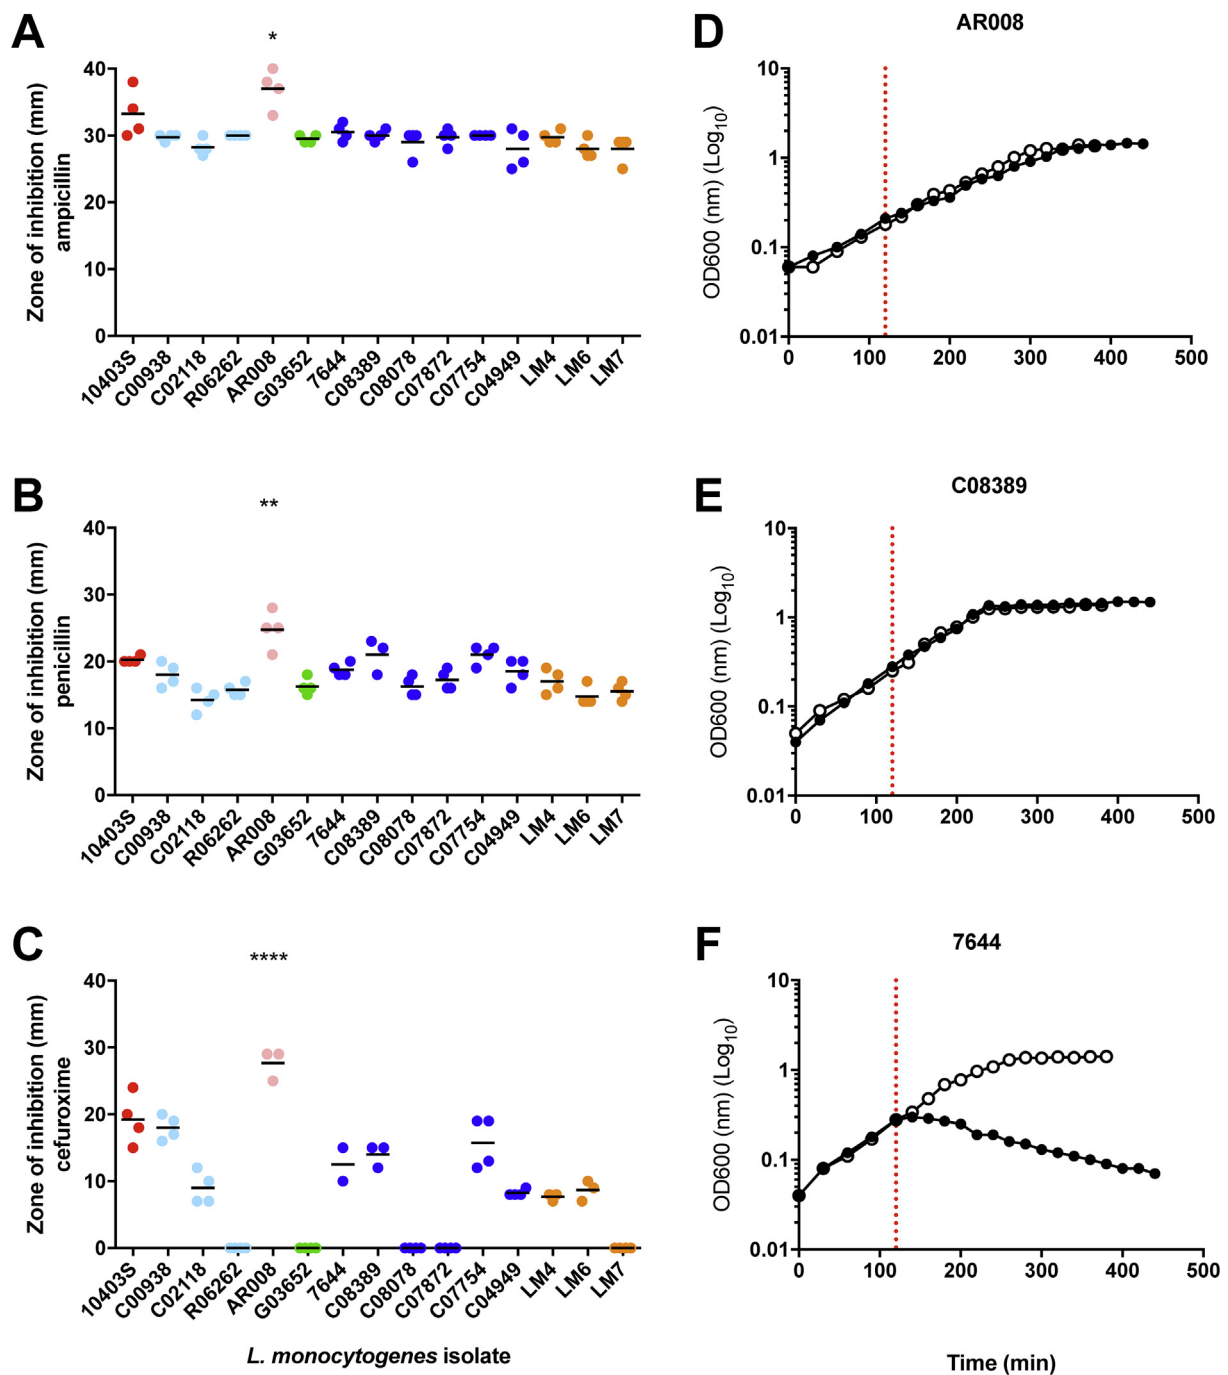 A
*
Zone of inhibition (mm)
ampicillin
40
30
20
10
0
10403S
C00938
C02118
R06262
AR008
G03652
7644
C08389
C08078
C07872
C07754
C04949
LM4
LM6
LM7
B
**
Zone of inhibition (mm)
penicillin
40
30
20
10
0
10403S
C00938
C02118
R06262
AR008
G03652
7644
C08389
C08078
C07872
C07754
C04949
LM4
LM6
LM7
C
****
Zone of inhibition (mm)
cefuroxime
40
30
20
10
0
10403S
C00938
C02118
R06262
AR008
G03652
7644
C08389
C08078
C07872
C07754
C04949
LM4
LM6
LM7
L. monocytogenes isolate
D
AR008
OD600 (nm) (Log10)
10
1
0.1
0.01
0
100
200
300
400
500
E
C08389
OD600 (nm) (Log10)
10
1
0.1
0.01
0
100
200
300
400
500
F
7644
OD600 (nm) (Log10)
10
1
0.1
0.01
0
100
200
300
400
500
Time (min)